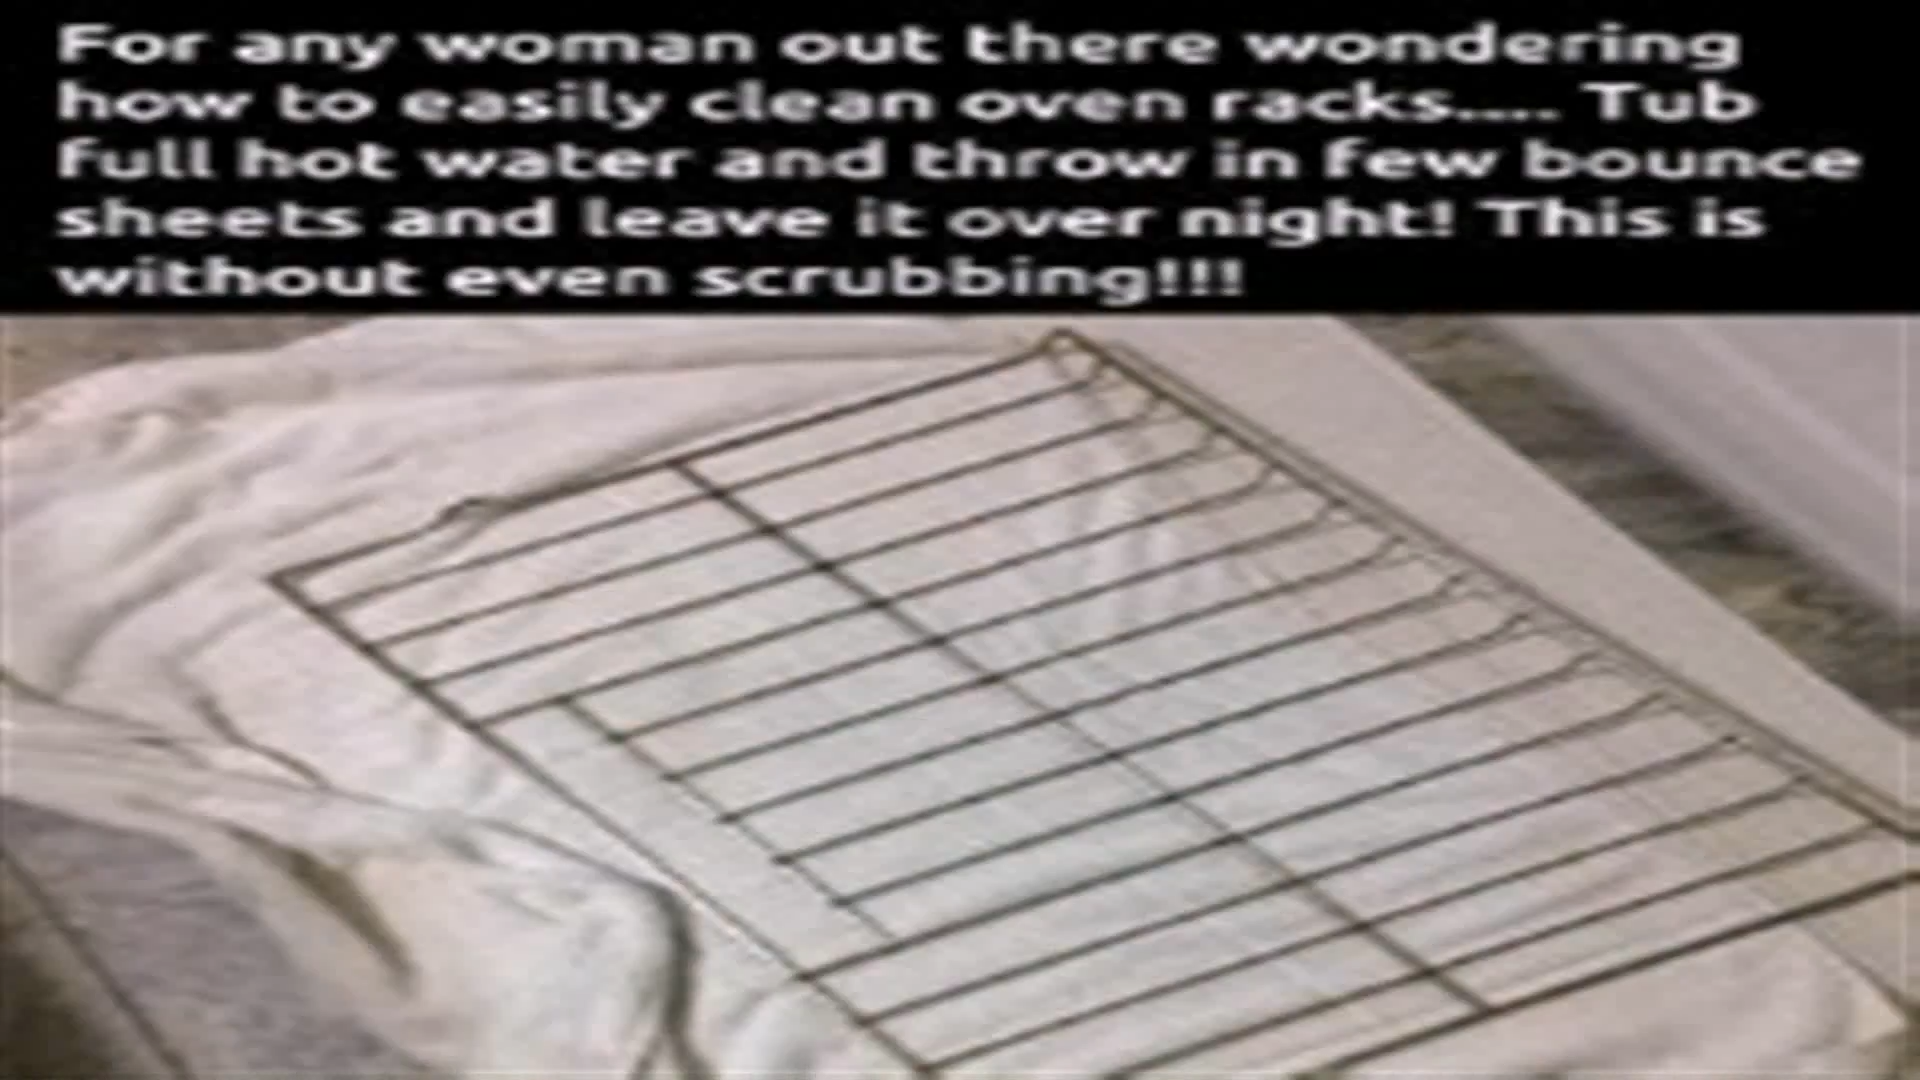 For any woman out there wondering
how to easily clean oven racks.... Tub
full hot water and throw in few bounce
sheets and leave it over night! This is
without even scrubbing!!!